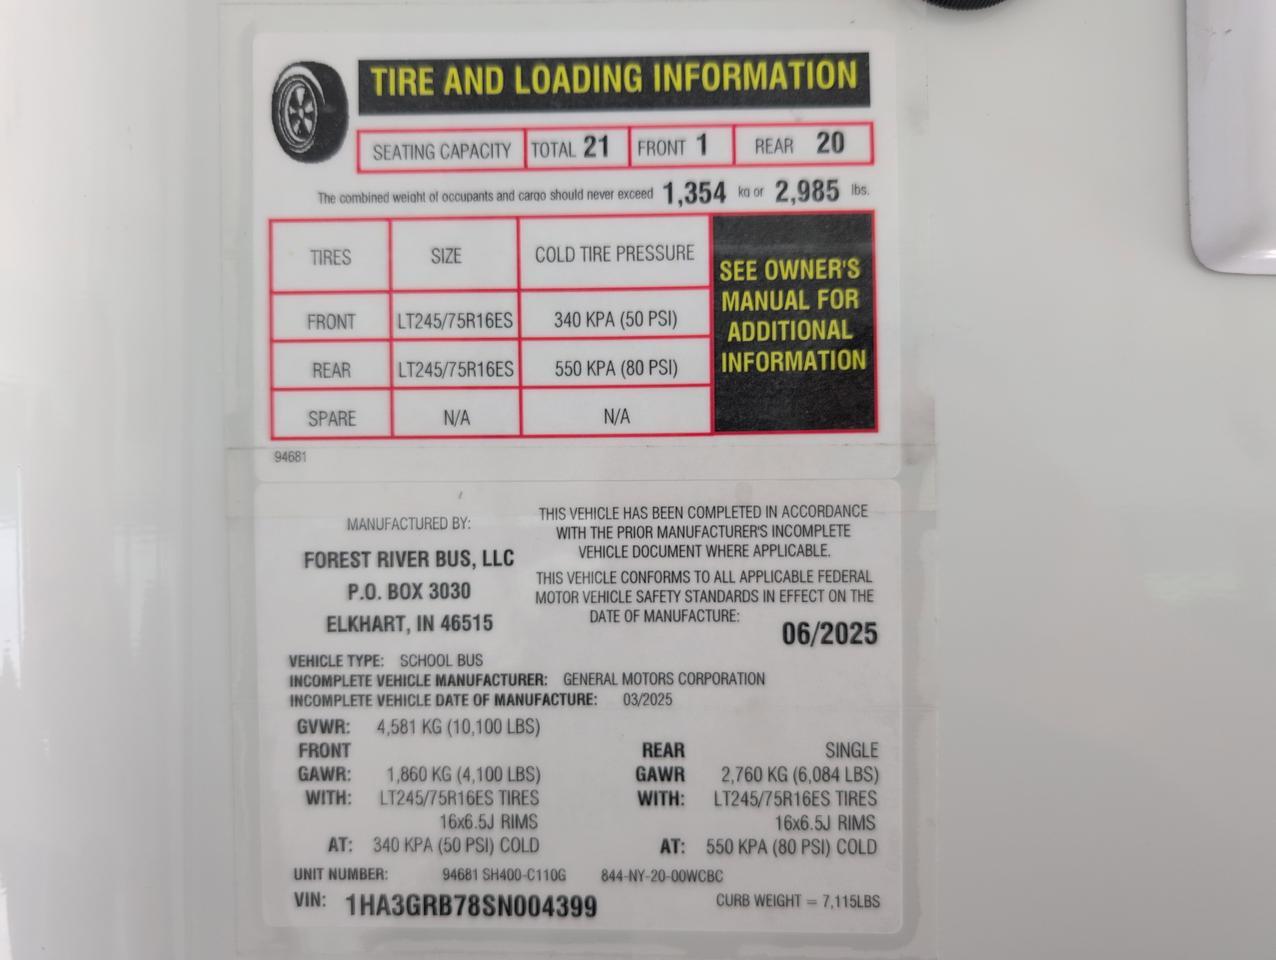 TIRE AND LOADING INFORMATION
SEATING CAPACITY TOTAL 21 FRONT 1 REAR 20
The combined weight of occupants and cargo should never exceed 1,354 kg or 2,985 lbs.
TIRES SIZE COLD TIRE PRESSURE
FRONT LT245/75R16ES 340 KPA (50 PSI)
REAR LT245/75R16ES 550 KPA (80 PSI)
SPARE N/A N/A
SEE OWNER'S
MANUAL FOR
ADDITIONAL
INFORMATION
94681
MANUFACTURED BY:
FOREST RIVER BUS, LLC
P.O. BOX 3030
ELKHART, IN 46515
THIS VEHICLE HAS BEEN COMPLETED IN ACCORDANCE
WITH THE PRIOR MANUFACTURER'S INCOMPLETE
VEHICLE DOCUMENT WHERE APPLICABLE.
THIS VEHICLE CONFORMS TO ALL APPLICABLE FEDERAL
MOTOR VEHICLE SAFETY STANDARDS IN EFFECT ON THE
DATE OF MANUFACTURE:
06/2025
VEHICLE TYPE: SCHOOL BUS
INCOMPLETE VEHICLE MANUFACTURER: GENERAL MOTORS CORPORATION
INCOMPLETE VEHICLE DATE OF MANUFACTURE: 03/2025
GVWR: 4,581 KG (10,100 LBS)
FRONT REAR SINGLE
GAWR: 1,860 KG (4,100 LBS) GAWR 2,760 KG (6,084 LBS)
WITH: LT245/75R16ES TIRES WITH: LT245/75R16ES TIRES
16x6.5J RIMS 16x6.5J RIMS
AT: 340 KPA (50 PSI) COLD AT: 550 KPA (80 PSI) COLD
UNIT NUMBER: 94681 SH400-C110G 844-NY-20-00WCBC
VIN: 1HA3GRB78SN004399 CURB WEIGHT = 7,115LBS